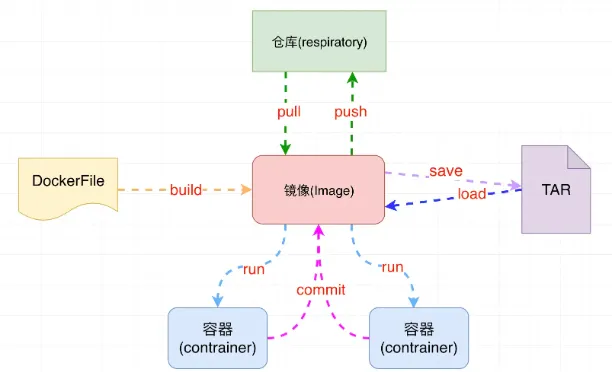 仓库(respiratory)
pull
push
DockerFile
build
镜像(Image)
save
load
TAR
run
run
commit
容器
(contrainer)
容器
(contrainer)